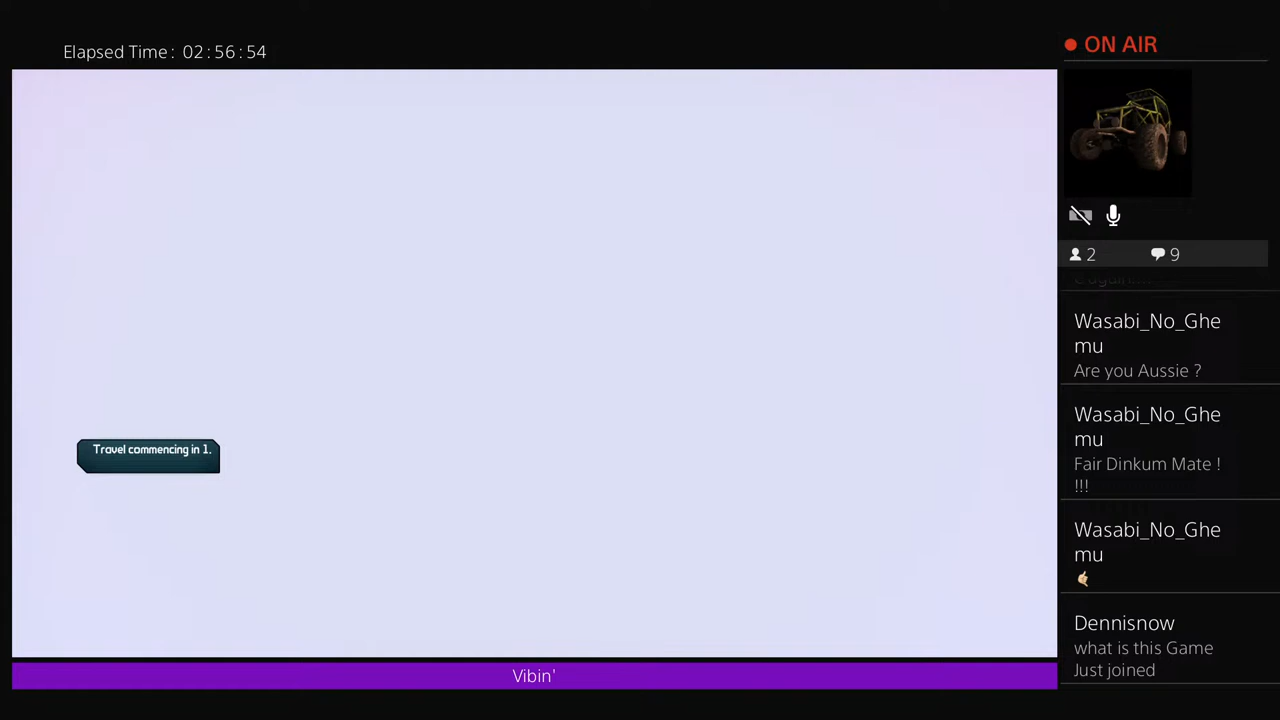 Elapsed Time: 02:56:54
ON AIR
2 9
Wasabi_No_Ghe
mu
Are you Aussie ?
Wasabi_No_Ghe
mu
Fair Dinkum Mate !
!!!
Wasabi_No_Ghe
mu
🤙🏼
Dennisnow
what is this Game
Just joined
Travel commencing in 1.
Vibin'